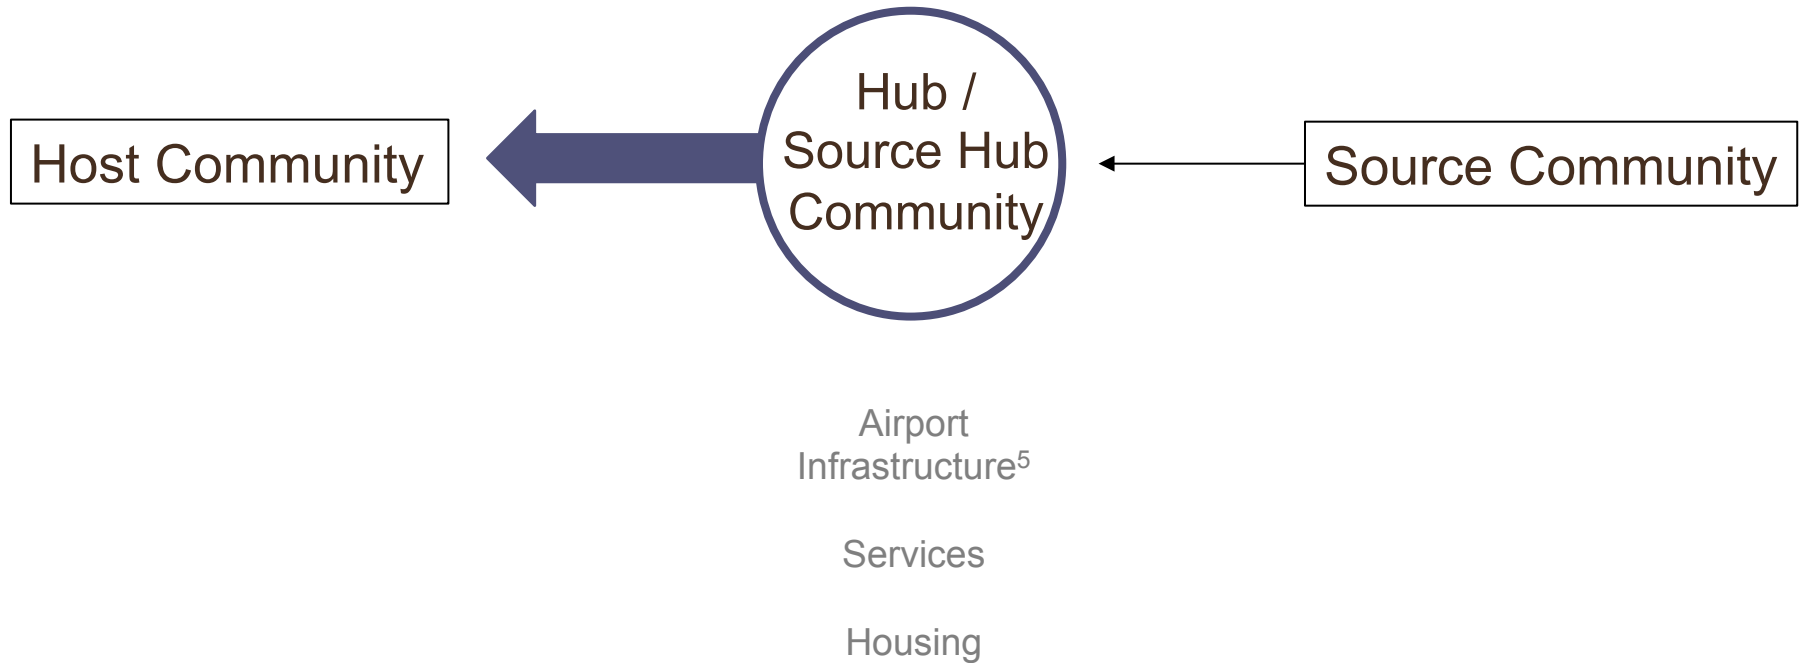 Host Community
Hub /
Source Hub
Community
Source Community
Airport
Infrastructure⁵
Services
Housing